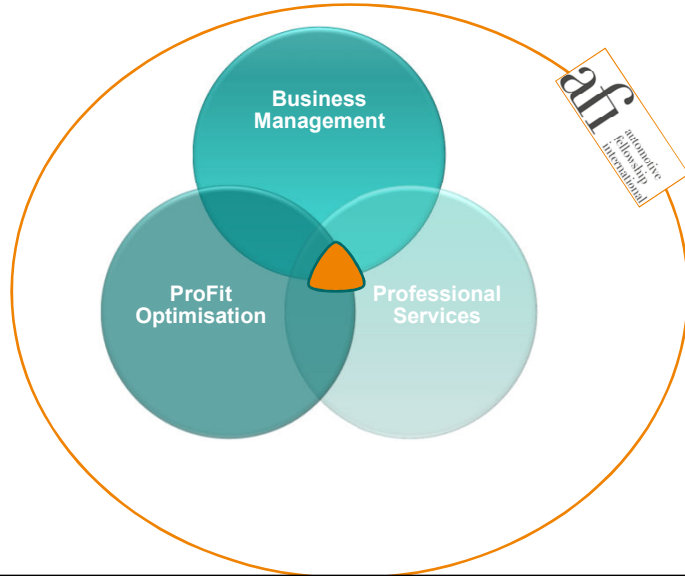 Business
Management
afi
automotive
fellowship
international
ProFit
Optimisation
Professional
Services